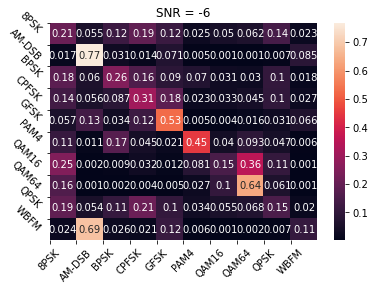 SNR = -6
8PSK 0.21 0.055 0.12 0.19 0.12 0.025 0.05 0.062 0.14 0.023
AM-DSB 0.02 0.77 0.031 0.014 0.071 0.005 0.001 0.001 0.007 0.085
BPSK 0.18 0.06 0.26 0.16 0.09 0.07 0.031 0.03 0.1 0.018
CPFSK 0.14 0.056 0.087 0.31 0.18 0.023 0.033 0.045 0.1 0.027
GFSK 0.057 0.13 0.034 0.12 0.53 0.005 0.004 0.016 0.031 0.066
PAM4 0.11 0.011 0.17 0.045 0.021 0.45 0.04 0.093 0.047 0.006
QAM16 0.25 0.002 0.009 0.032 0.012 0.081 0.15 0.36 0.11 0.001
QAM64 0.16 0.001 0.002 0.004 0.005 0.027 0.1 0.64 0.061 0.001
QPSK 0.19 0.054 0.11 0.21 0.1 0.034 0.055 0.068 0.15 0.02
WBFM 0.024 0.69 0.026 0.021 0.12 0.006 0.001 0.002 0.007 0.11
8PSK AM-DSB BPSK CPFSK GFSK PAM4 QAM16 QAM64 QPSK WBFM
0.7
0.6
0.5
0.4
0.3
0.2
0.1